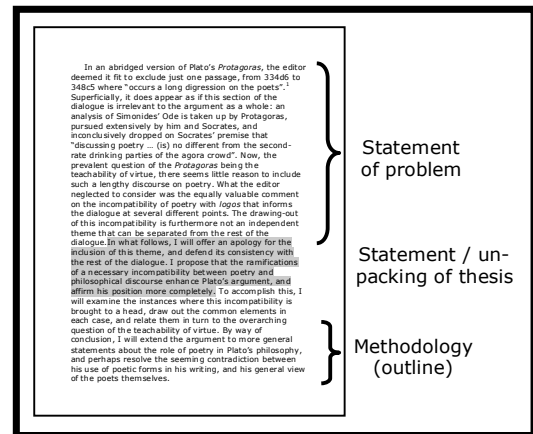 In an abridged version of Plato's Protagoras, the editor
deemed it fit to exclude just one passage, from 334d6 to
348c5 where "occurs a long digression on the poets".1
Superficially, it does appear as if this section of the
dialogue is irrelevant to the argument as a whole: an
analysis of Simonides' Ode is taken up by Protagoras,
pursued extensively by him and Socrates, and
inconclusively dropped on Socrates' premise that
"discussing poetry ... (is) no different from the second-
rate drinking parties of the agora crowd". Now, the
prevalent question of the Protagoras being the
teachability of virtue, there seems little reason to include
such a lengthy discourse on poetry. What the editor
neglected to consider was the equally valuable comment
on the incompatibility of poetry with logos that informs
the dialogue at several different points. The drawing-out
of this incompatibility is furthermore not an independent
theme that can be separated from the rest of the
dialogue.In what follows, I will offer an apology for the
inclusion of this theme, and defend its consistency with
the rest of the dialogue. I propose that the ramifications
of a necessary incompatibility between poetry and
philosophical discourse enhance Plato's argument, and
affirm his position more completely. To accomplish this, I
will examine the instances where this incompatibility is
brought to a head, draw out the common elements in
each case, and relate them in turn to the overarching
question of the teachability of virtue. By way of
conclusion, I will extend the argument to more general
statements about the role of poetry in Plato's philosophy,
and perhaps resolve the seeming contradiction between
his use of poetic forms in his writing, and his general view
of the poets themselves.
Statement
of problem
Statement / un-
packing of thesis
Methodology
(outline)